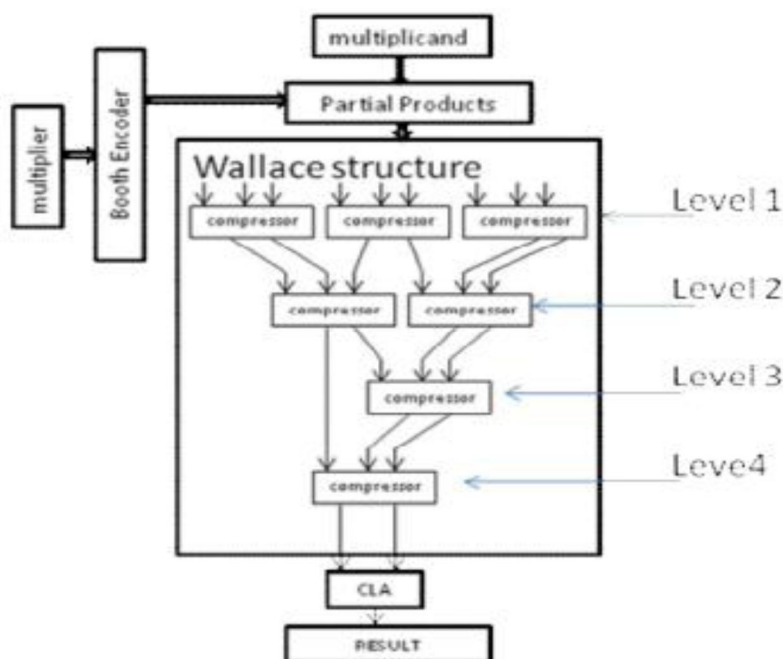 multiplicand
Partial Products
Booth Encoder
multiplier
Wallace structure
compressor
compressor
compressor
Level 1
compressor
compressor
Level 2
compressor
Level 3
compressor
Leve4
CLA
RESULT